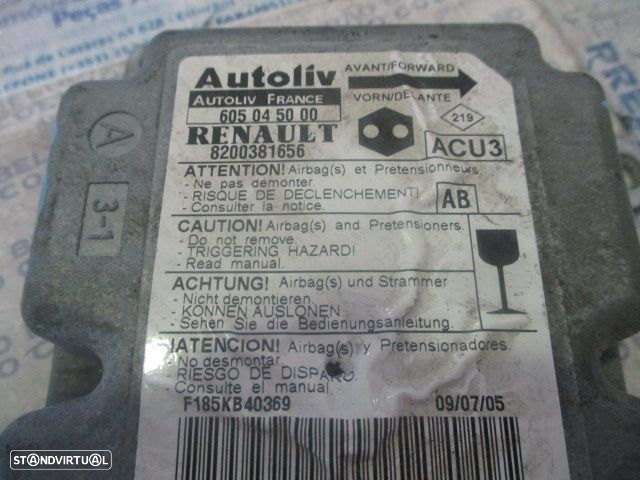 Autoliv
AVANT/FORWARD
AUTOLIV FRANCE
VORN/DELANTE
605 04 50 00
219
RENAULT
8200381656
ACU3
ATTENTION! Airbag(s) et Pretensionneurs
- Ne pas demonter.
- RISQUE DE DECLENCHEMENT!
- Consulter la notice.
AB
CAUTION! Airbag(s) and Pretensioners.
- Do not remove.
- TRIGGERING HAZARD!
- Read manual.
ACHTUNG! Airbag(s) und Strammer
- Nicht demontieren.
- KONNEN AUSLONEN.
- Sehen Sie die Bedienungsanleitung.
!ATENCION! Airbag(s) y Pretensionadores.
- No desmontar.
- RIESGO DE DISPARO.
- Consulte el manual.
F185KB40369
09/07/05
A
3-1
STANDVIRTUAL